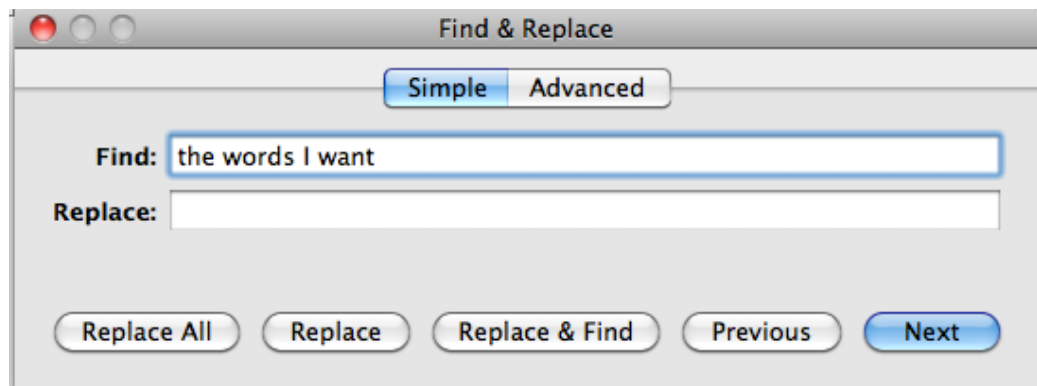 Find & Replace
Simple Advanced
Find: the words I want
Replace:
Replace All Replace Replace & Find Previous Next